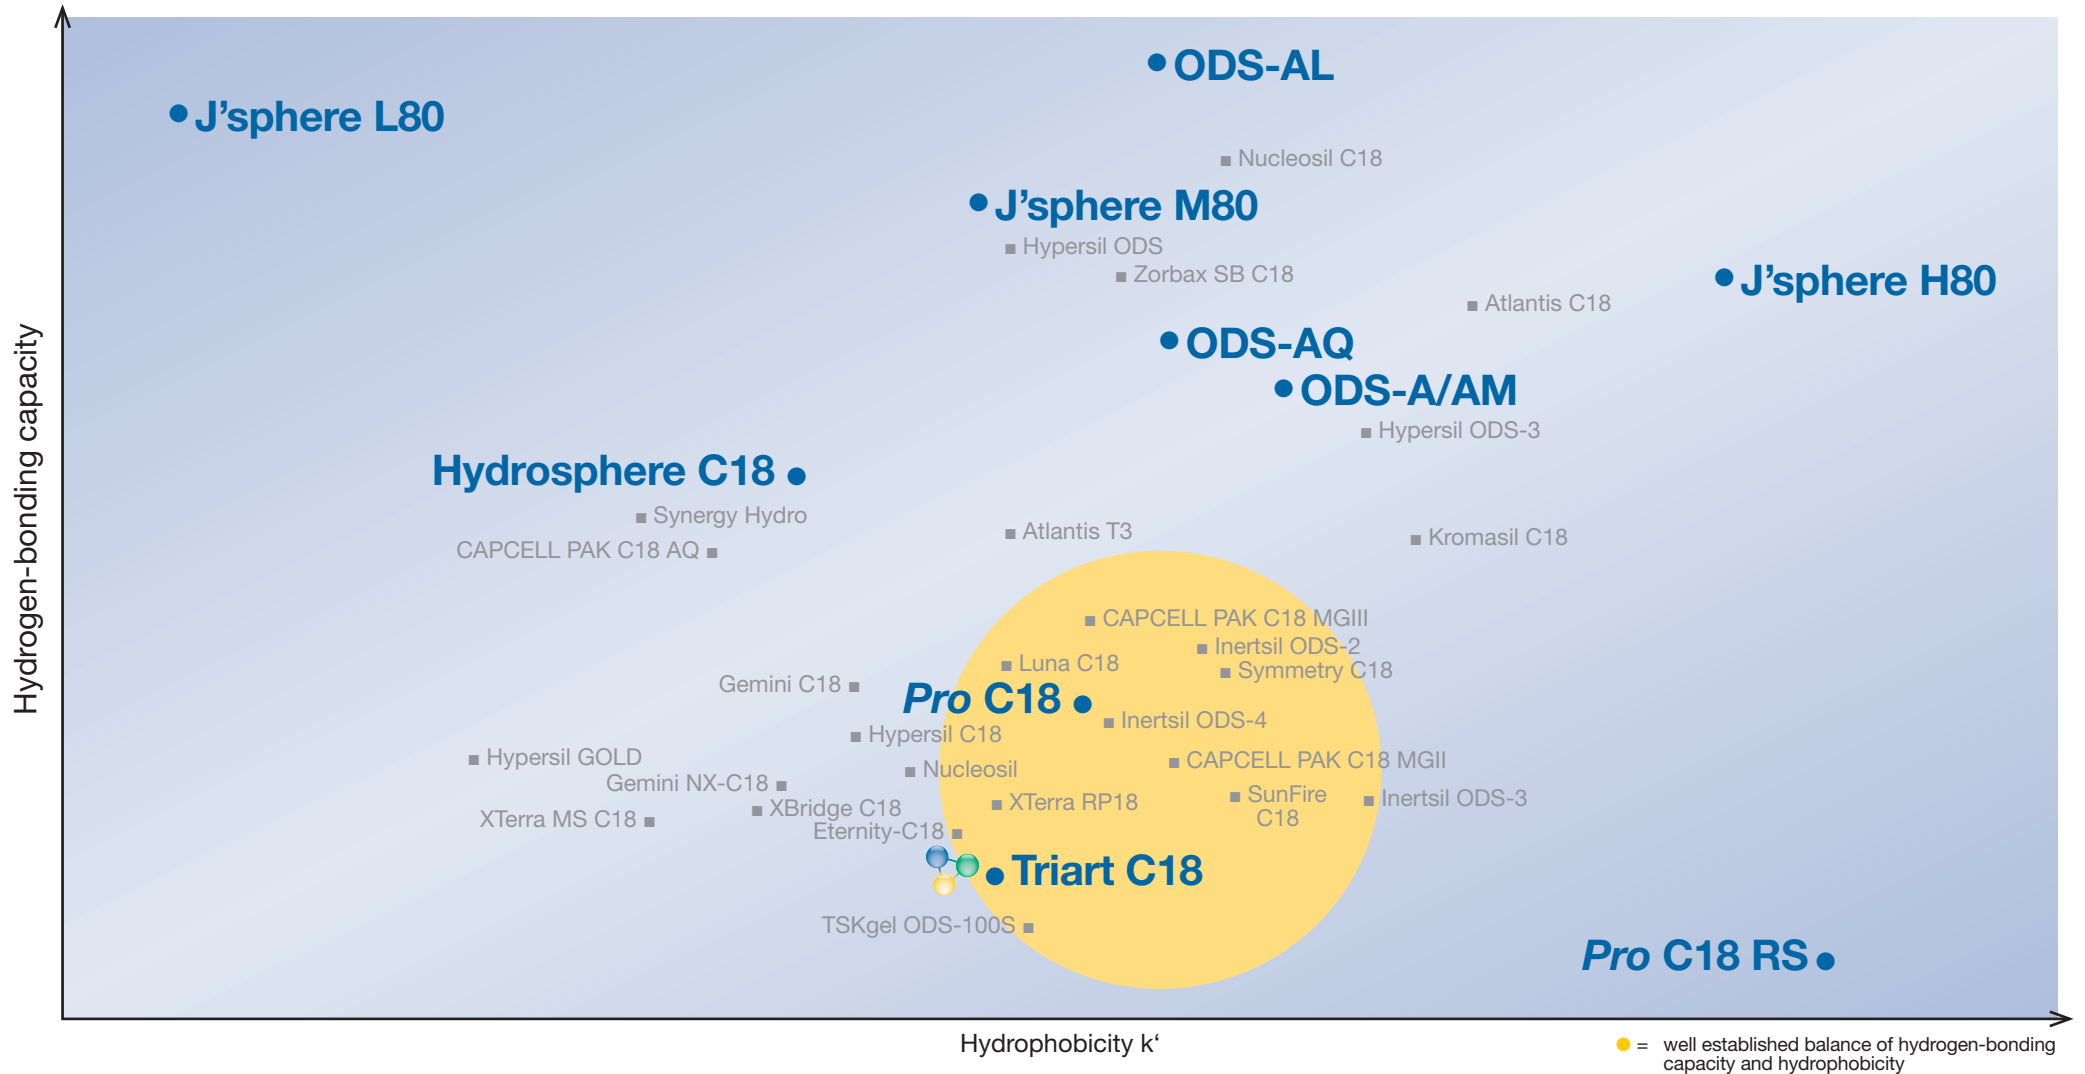 ODS-AL
J’sphere L80
Nucleosil C18
J’sphere M80
Hypersil ODS
Zorbax SB C18
J’sphere H80
Atlantis C18
ODS-AQ
ODS-A/AM
Hypersil ODS-3
Hydrosphere C18
Synergy Hydro
Atlantis T3
Kromasil C18
CAPCELL PAK C18 AQ
CAPCELL PAK C18 MGIII
Inertsil ODS-2
Luna C18
Symmetry C18
Gemini C18
Pro C18
Inertsil ODS-4
Hypersil C18
Hypersil GOLD
CAPCELL PAK C18 MGII
Nucleosil
Gemini NX-C18
SunFire
C18
Inertsil ODS-3
XTerra RP18
XBridge C18
XTerra MS C18
Eternity-C18
Triart C18
TSKgel ODS-100S
Pro C18 RS
Hydrogen-bonding capacity
Hydrophobicity k‘
= well established balance of hydrogen-bonding
capacity and hydrophobicity